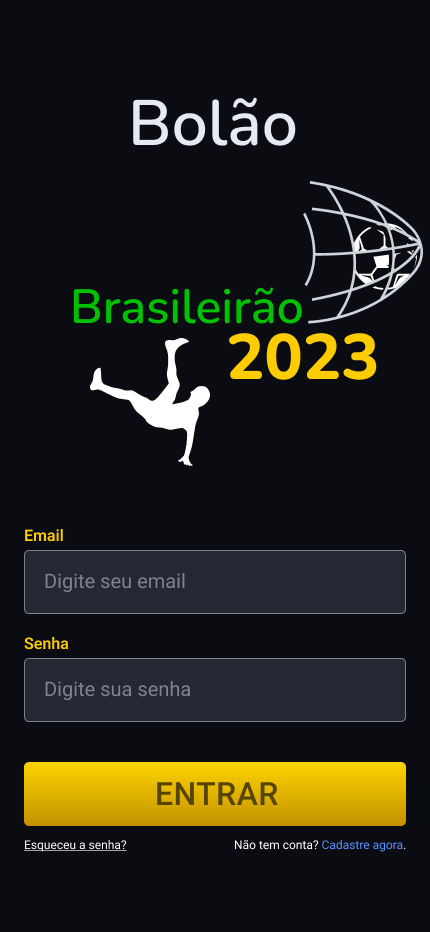 Bolão
Brasileirão
2023
Email
Digite seu email
Senha
Digite sua senha
ENTRAR
Esqueceu a senha? Não tem conta? Cadastre agora.